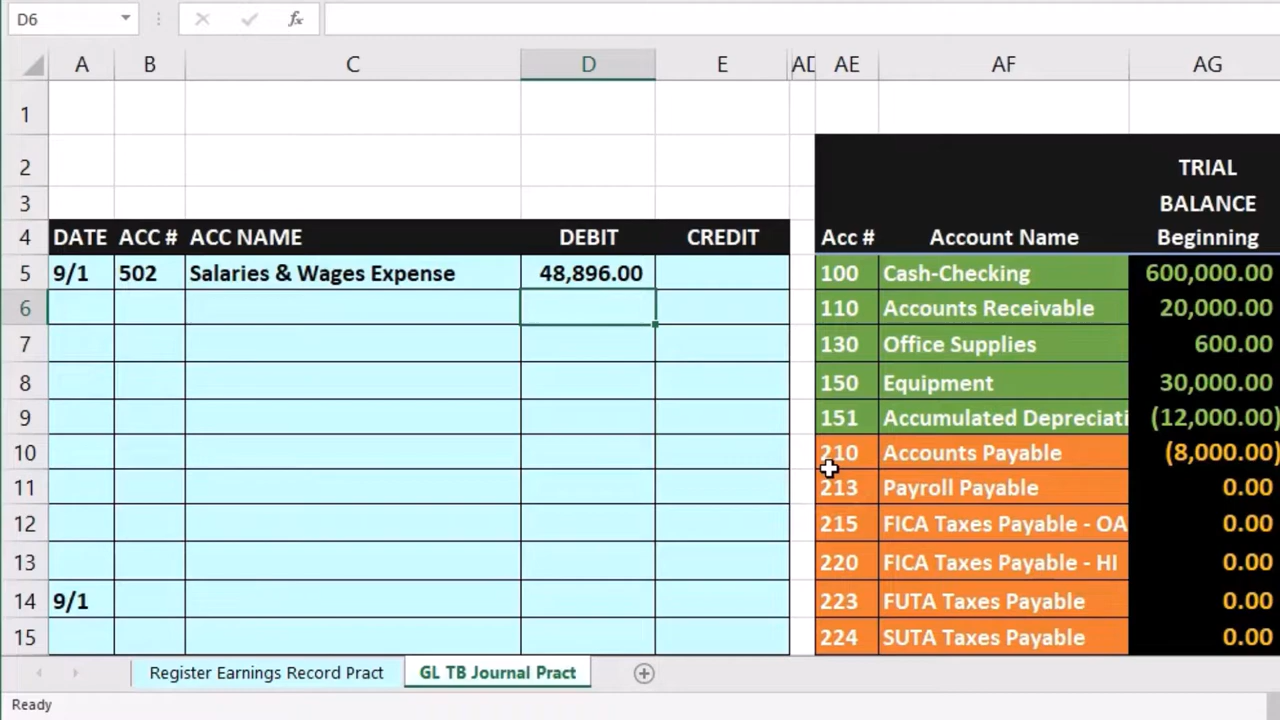 D6
fx
A B C D E AD AE AF AG
1
2 TRIAL
3 BALANCE
4 DATE ACC # ACC NAME DEBIT CREDIT Acc # Account Name Beginning
5 9/1 502 Salaries & Wages Expense 48,896.00 100 Cash-Checking 600,000.00
6 110 Accounts Receivable 20,000.00
7 130 Office Supplies 600.00
8 150 Equipment 30,000.00
9 151 Accumulated Depreciati (12,000.00)
10 210 Accounts Payable (8,000.00)
11 213 Payroll Payable 0.00
12 215 FICA Taxes Payable - OA 0.00
13 220 FICA Taxes Payable - HI 0.00
14 9/1 223 FUTA Taxes Payable 0.00
15 224 SUTA Taxes Payable 0.00
Register Earnings Record Pract GL TB Journal Pract
Ready